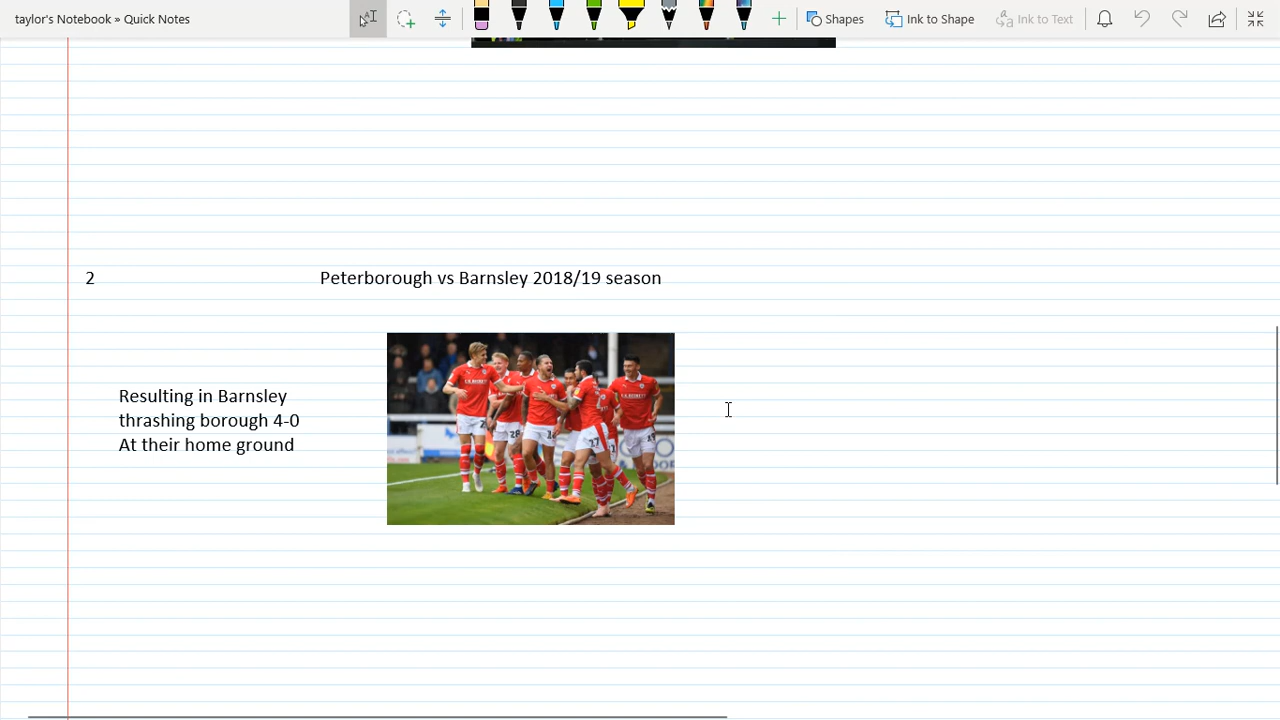 taylor's Notebook » Quick Notes
Shapes
Ink to Shape
Ink to Text
2
Peterborough vs Barnsley 2018/19 season
Resulting in Barnsley
thrashing borough 4-0
At their home ground